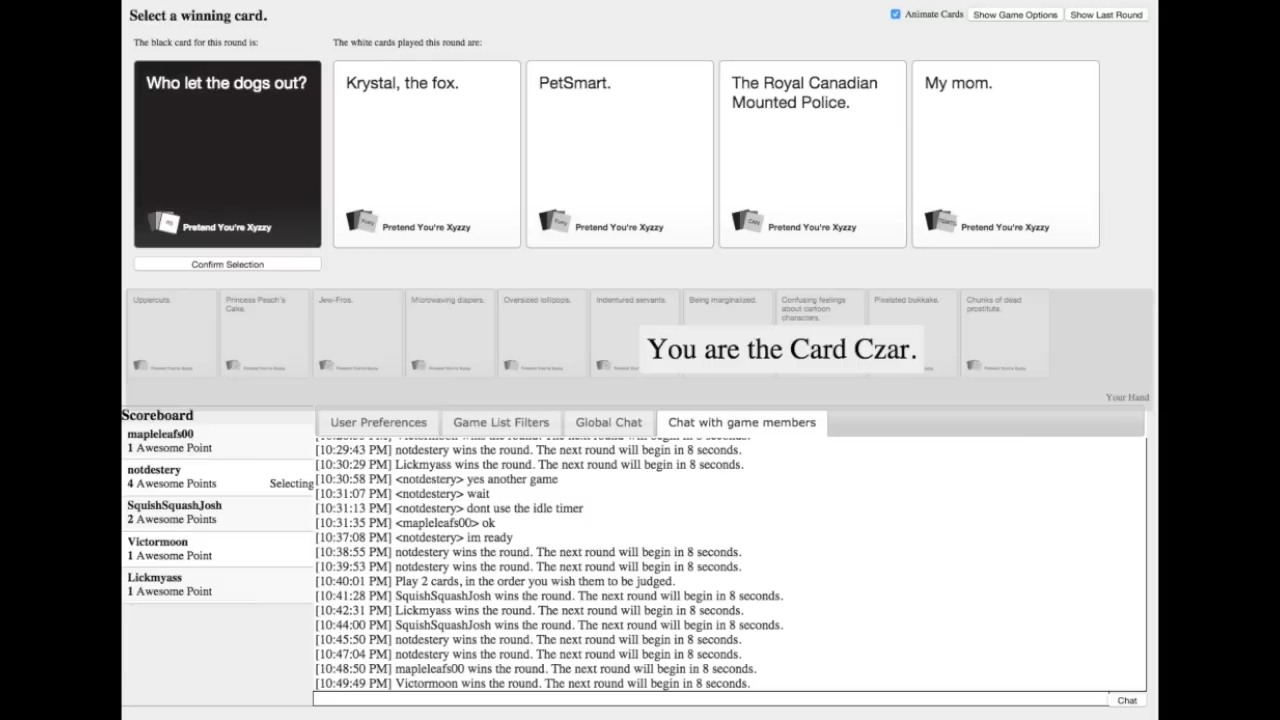 Select a winning card.
Animate Cards
Show Game Options
Show Last Round
The black card for this round is:
The white cards played this round are:
Who let the dogs out?
Pretend You're Xyzzy
Krystal, the fox.
Pretend You're Xyzzy
PetSmart.
Pretend You're Xyzzy
The Royal Canadian
Mounted Police.
Pretend You're Xyzzy
My mom.
Pretend You're Xyzzy
Confirm Selection
Uppercuts.
Princess Peach's
Cake.
Jew-Fros.
Microwaving diapers.
Oversized lollipops.
Indentured servants.
Being marginalized.
Confusing feelings
about cartoon
characters.
Pixelated bukkake.
Chunks of dead
prostitute.
You are the Card Czar.
Your Hand
Scoreboard
mapleleafs00
1 Awesome Point
notdestery
4 Awesome Points
Selecting
SquishSquashJosh
2 Awesome Points
Victormoon
1 Awesome Point
Lickmyass
1 Awesome Point
User Preferences
Game List Filters
Global Chat
Chat with game members
[10:29:43 PM] notdestery wins the round. The next round will begin in 8 seconds.
[10:30:29 PM] Lickmyass wins the round. The next round will begin in 8 seconds.
[10:30:58 PM] <notdestery> yes another game
[10:31:07 PM] <notdestery> wait
[10:31:13 PM] <notdestery> dont use the idle timer
[10:31:35 PM] <mapleleafs00> ok
[10:37:08 PM] <notdestery> im ready
[10:38:55 PM] notdestery wins the round. The next round will begin in 8 seconds.
[10:39:53 PM] notdestery wins the round. The next round will begin in 8 seconds.
[10:40:01 PM] Play 2 cards, in the order you wish them to be judged.
[10:41:28 PM] SquishSquashJosh wins the round. The next round will begin in 8 seconds.
[10:42:31 PM] Lickmyass wins the round. The next round will begin in 8 seconds.
[10:44:00 PM] SquishSquashJosh wins the round. The next round will begin in 8 seconds.
[10:45:50 PM] notdestery wins the round. The next round will begin in 8 seconds.
[10:47:04 PM] notdestery wins the round. The next round will begin in 8 seconds.
[10:48:50 PM] mapleleafs00 wins the round. The next round will begin in 8 seconds.
[10:49:49 PM] Victormoon wins the round. The next round will begin in 8 seconds.
Chat